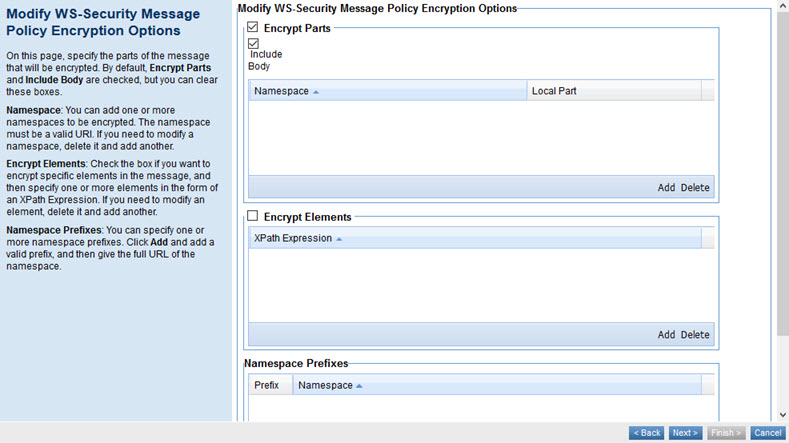 Modify WS-Security Message
Policy Encryption Options
On this page, specify the parts of the message
that will be encrypted. By default, Encrypt Parts
and Include Body are checked, but you can clear
these boxes.
Namespace: You can add one or more
namespaces to be encrypted. The namespace
must be a valid URI. If you need to modify a
namespace, delete it and add another.
Encrypt Elements: Check the box if you want to
encrypt specific elements in the message, and
then specify one or more elements in the form of
an XPath Expression. If you need to modify an
element, delete it and add another.
Namespace Prefixes: You can specify one or
more namespace prefixes. Click Add and add a
valid prefix, and then give the full URL of the
namespace.
Modify WS-Security Message Policy Encryption Options
Encrypt Parts
Include
Body
Namespace Local Part
Add Delete
Encrypt Elements
XPath Expression
Add Delete
Namespace Prefixes
Prefix Namespace
< Back Next > Finish > Cancel